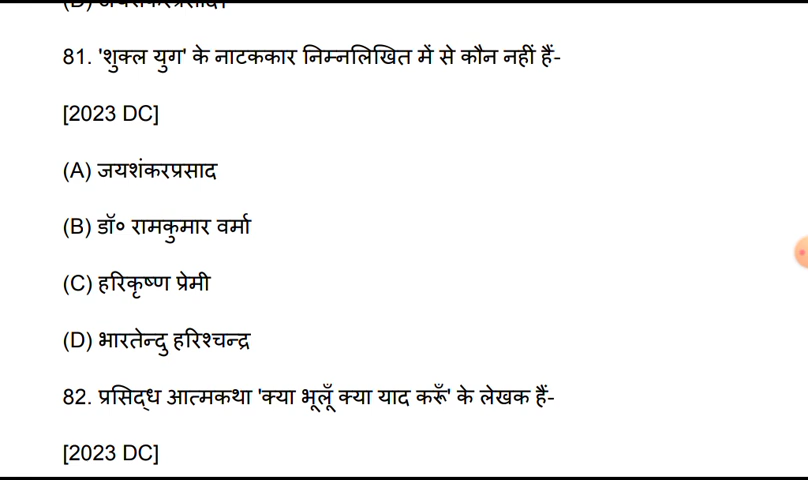 81. 'शुक्ल युग' के नाटककार निम्नलिखित में से कौन नहीं हैं-
[2023 DC]
(A) जयशंकरप्रसाद
(B) डॉ० रामकुमार वर्मा
(C) हरिकृष्ण प्रेमी
(D) भारतेन्दु हरिश्चन्द्र
82. प्रसिद्ध आत्मकथा 'क्या भूलूँ क्या याद करूँ' के लेखक हैं-
[2023 DC]